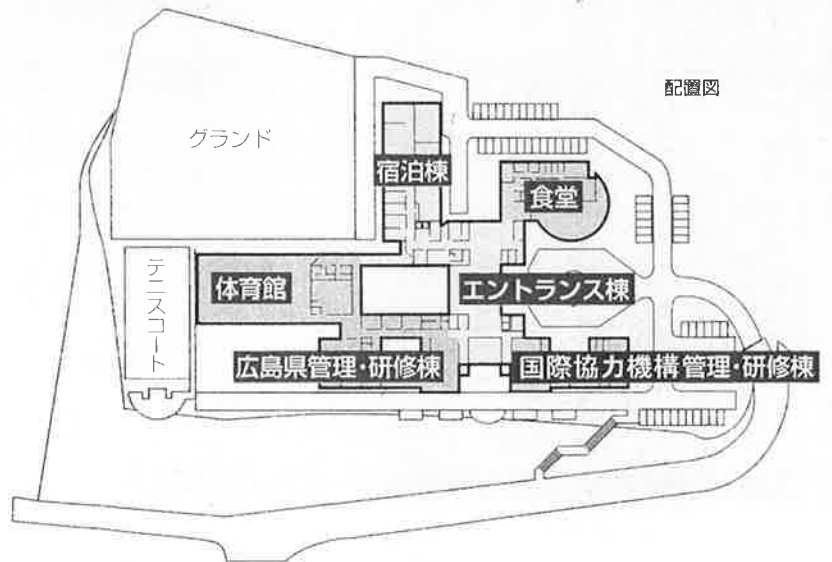 配置図
グランド
宿泊棟
食堂
テニスコート
体育館
エントランス棟
広島県管理・研修棟
国際協力機構管理・研修棟